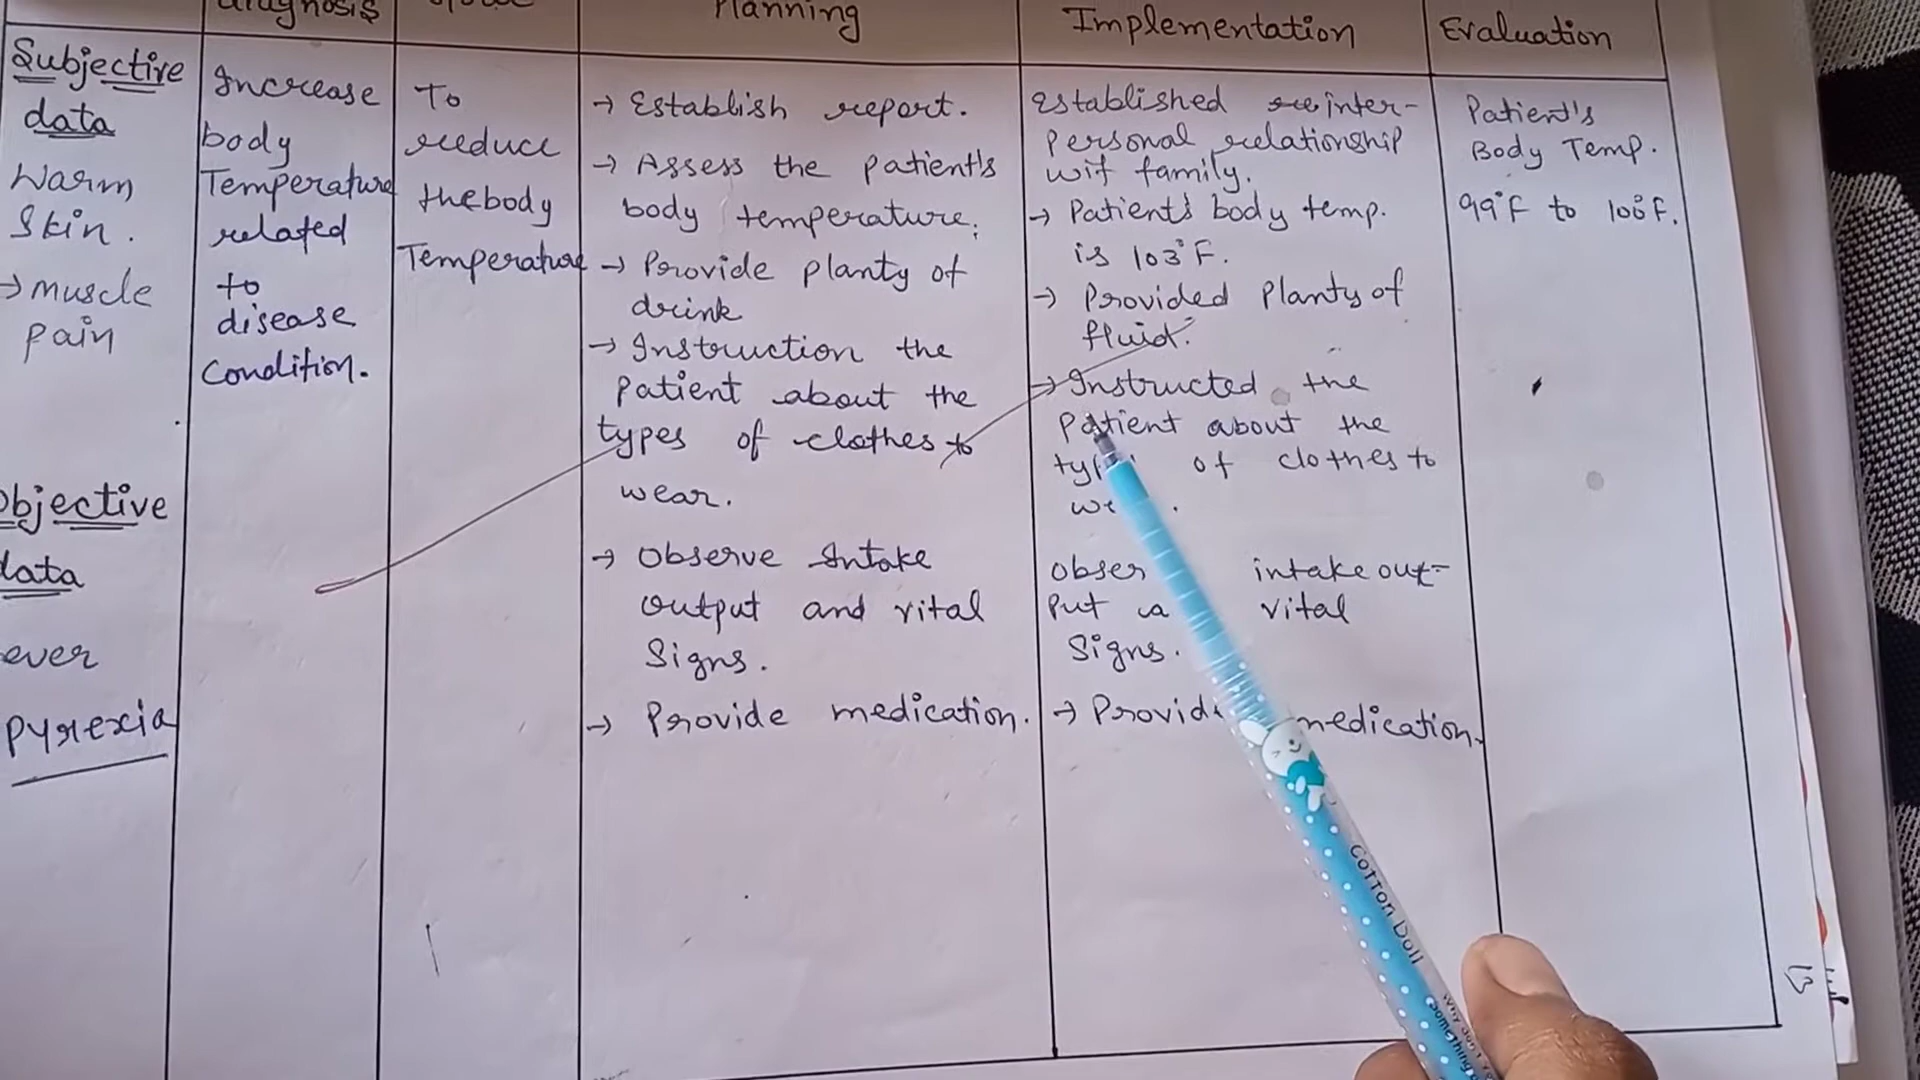 diagnosis
Planning
Implementation
Evaluation
Subjective
data
Warm
Skin.
→ muscle
pain
Objective
data
ever
pyrexia
Increase
body
Temperature
related
to
disease
Condition.
To
reduce
the body
Temperature
→ Establish report.
→ Assess the patient's
body temperature.
→ Provide planty of
drink
→ Instruction the
patient about the
types of clothes to
wear.
→ Observe Intake
output and vital
Signs.
→ Provide medication.
Established inter-
personal relationship
wit family.
→ Patient's body temp.
is 103°F.
→ Provided planty of
fluid.
→ Instructed the
patient about the
of clothes to
intake out-
put vital
Signs.
→ medication.
Patient's
Body Temp.
99°F to 100°F.
Cotton Doll
something